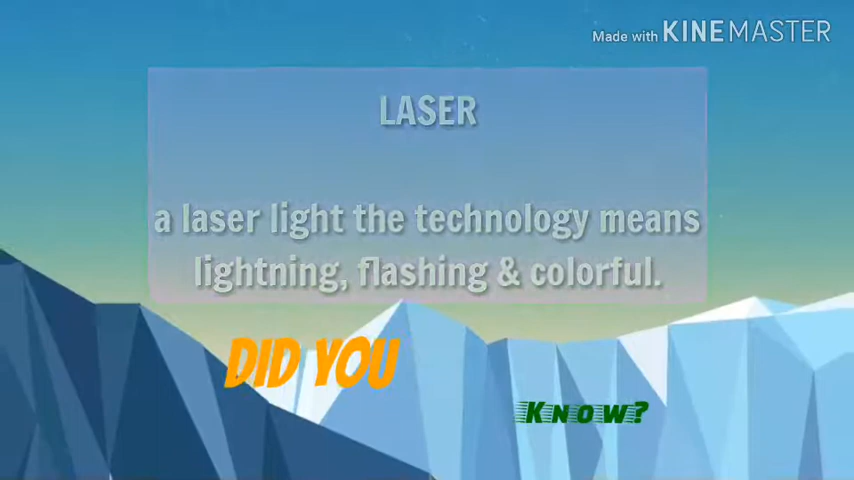 Made with KINEMASTER
LASER
a laser light the technology means
lightning, flashing & colorful.
DID YOU
Know?